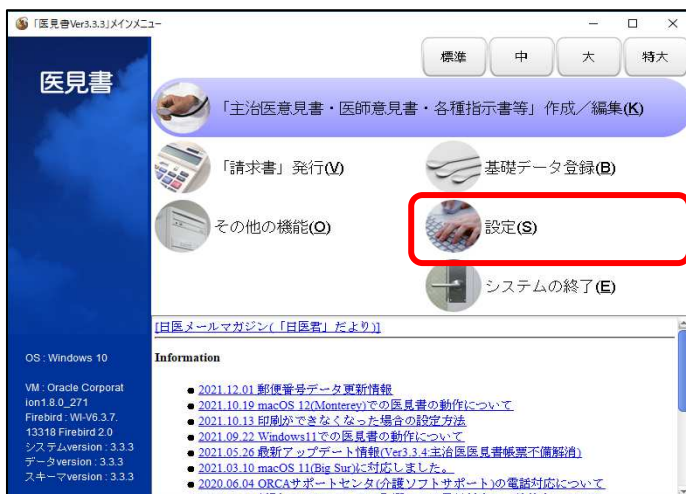 「医見書Ver3.3.3」メインメニュー
標準 中 大 特大
医見書
「主治医意見書・医師意見書・各種指示書等」作成／編集(K)
「請求書」発行(V)
基礎データ登録(B)
その他の機能(O)
設定(S)
システムの終了(E)
[日医メールマガジン(「日医君」だより)]
Information
2021.12.01 郵便番号データ更新情報
2021.10.19 macOS 12(Monterey)での医見書の動作について
2021.10.13 印刷ができなくなった場合の設定方法
2021.09.22 Windows11での医見書の動作について
2021.05.26 最新アップデート情報(Ver3.3.4:主治医医見書帳票不備解消)
2021.03.10 macOS 11(Big Sur)に対応しました。
2020.06.04 ORCAサポートセンタ(介護ソフトサポート)の電話対応について
OS : Windows 10
VM : Oracle Corporat
ion1.8.0_271
Firebird : WI-V6.3.7.
13318 Firebird 2.0
システムversion : 3.3.3
データversion : 3.3.3
スキーマversion : 3.3.3